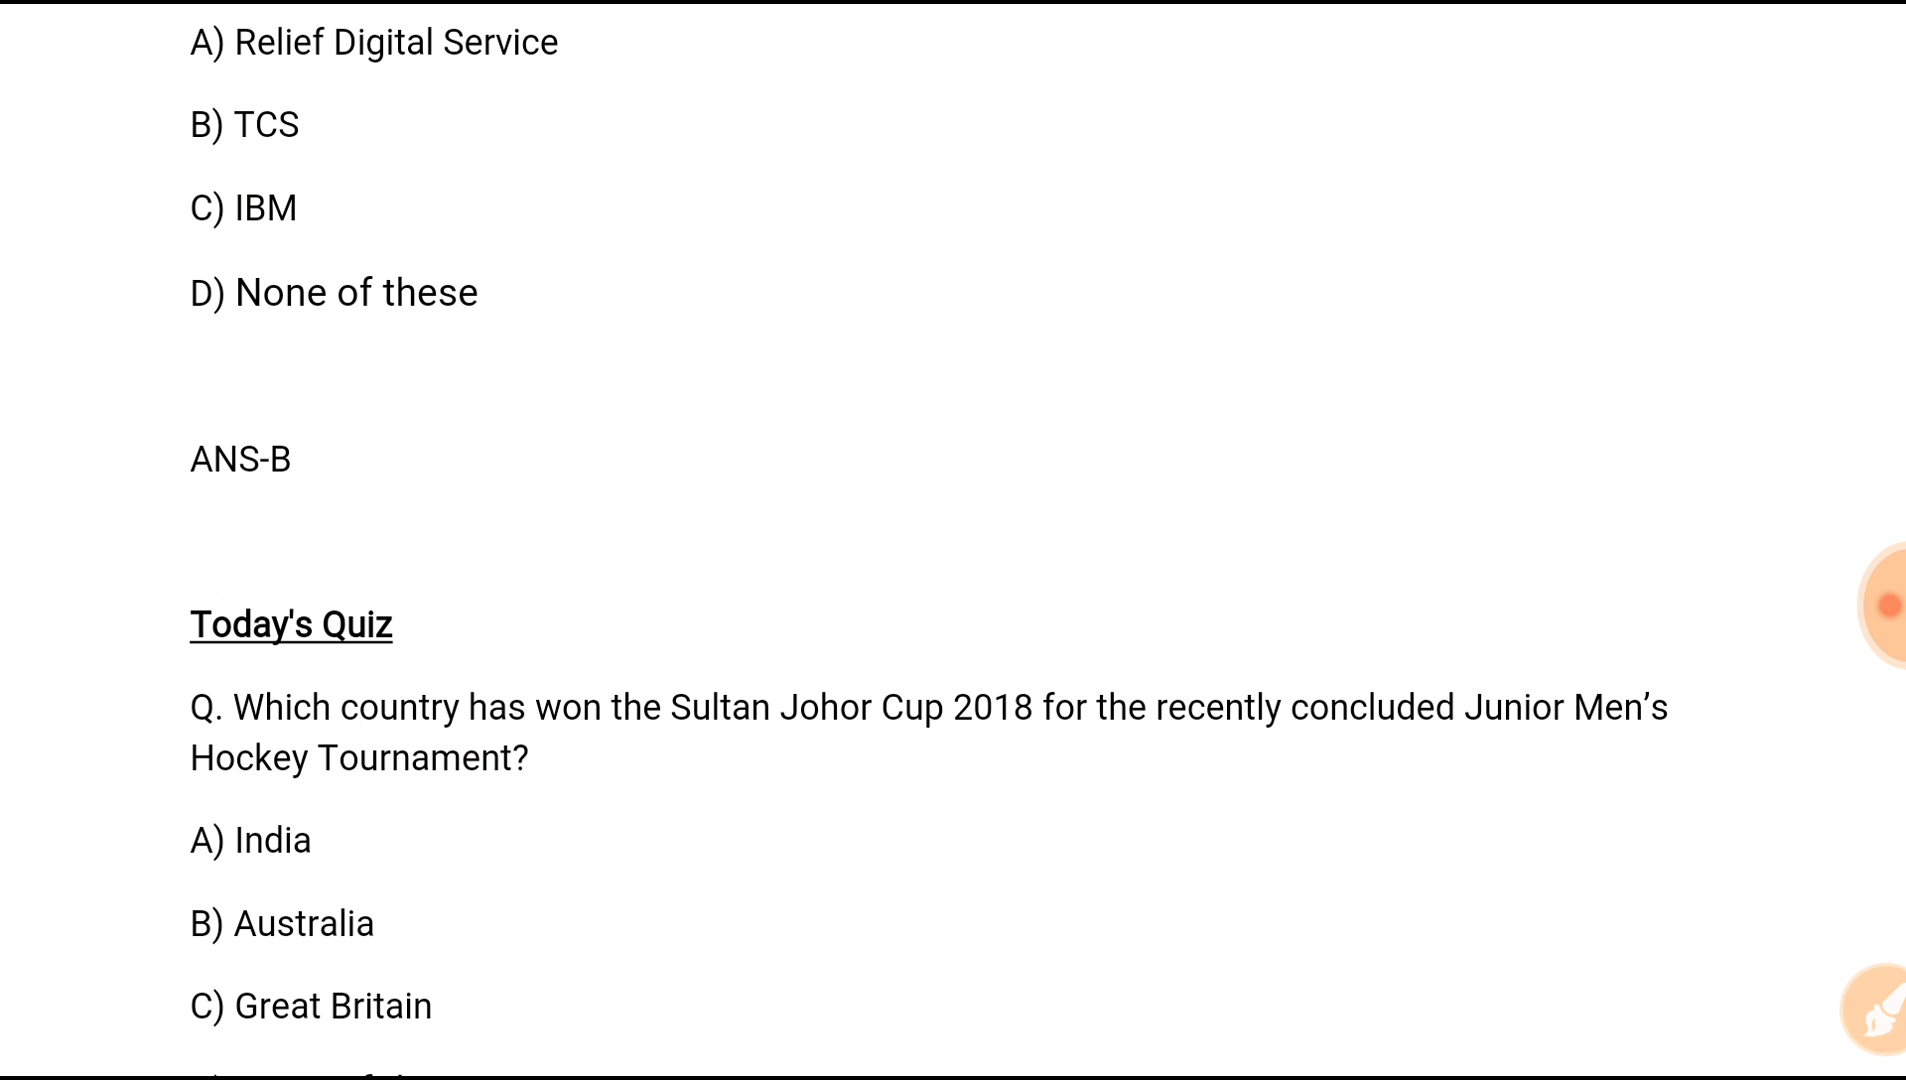 A) Relief Digital Service
B) TCS
C) IBM
D) None of these
ANS-B
Today's Quiz
Q. Which country has won the Sultan Johor Cup 2018 for the recently concluded Junior Men’s
Hockey Tournament?
A) India
B) Australia
C) Great Britain